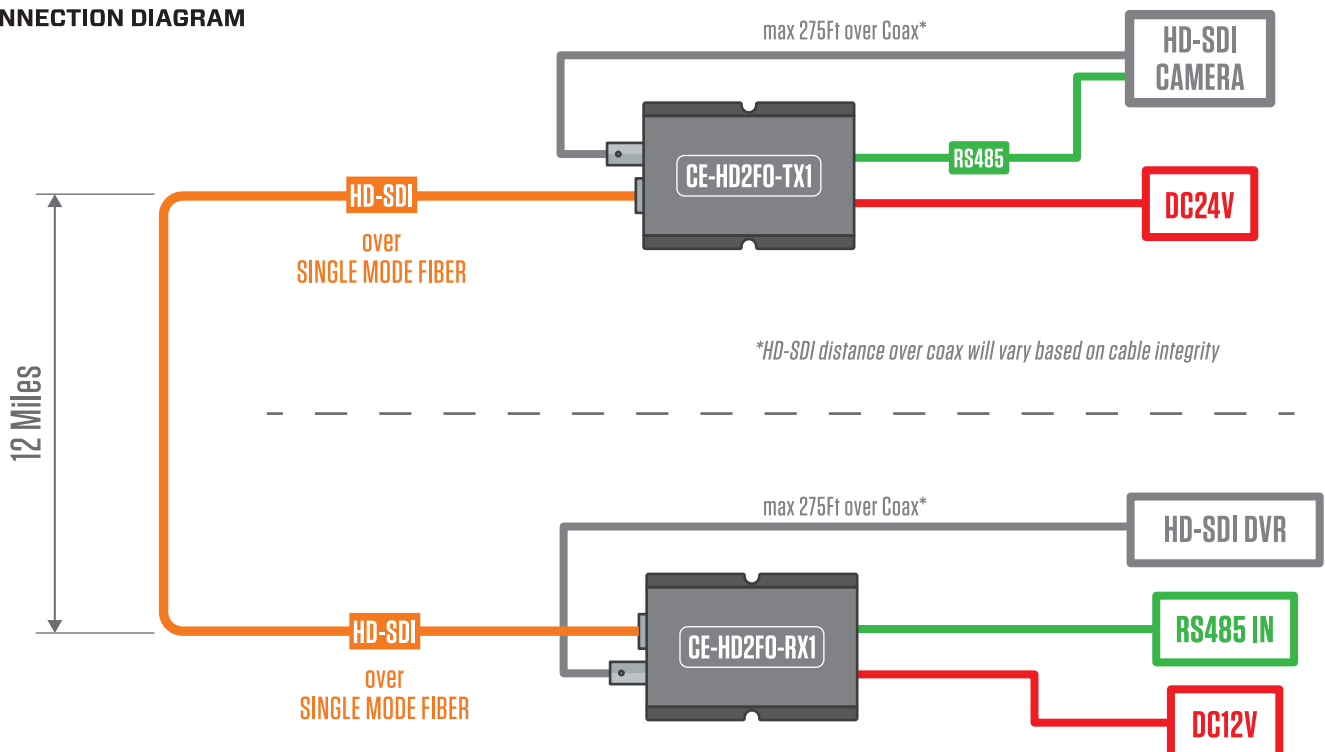 NNECTION DIAGRAM
max 275Ft over Coax*
HD-SDI
CAMERA
RS485
CE-HD2FO-TX1
HD-SDI
DC24V
over
SINGLE MODE FIBER
*HD-SDI distance over coax will vary based on cable integrity
12 Miles
max 275Ft over Coax*
HD-SDI DVR
HD-SDI
CE-HD2FO-RX1
RS485 IN
over
SINGLE MODE FIBER
DC12V